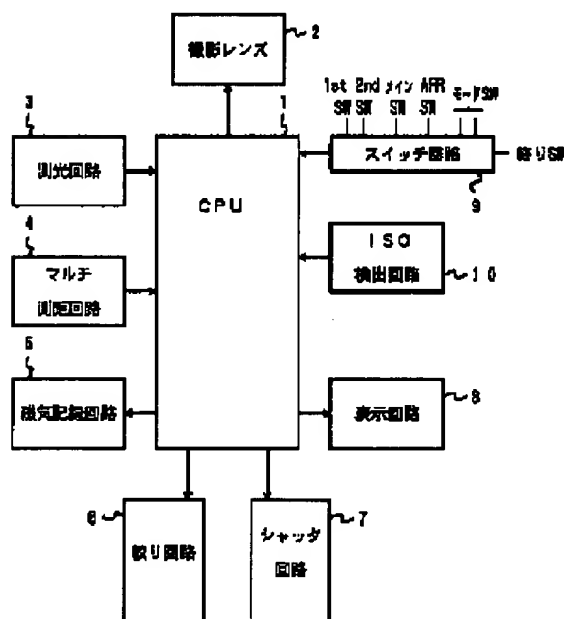 2
撮影レンズ
1st 2nd メイン AFR モードSW
SW SW SW SW
3
1
測光回路
スイッチ回路
絞りSW
CPU
9
4
ISO
検出回路
10
マルチ
測距回路
5
磁気記録回路
表示回路
8
6
絞り回路
シャッタ
回路
7